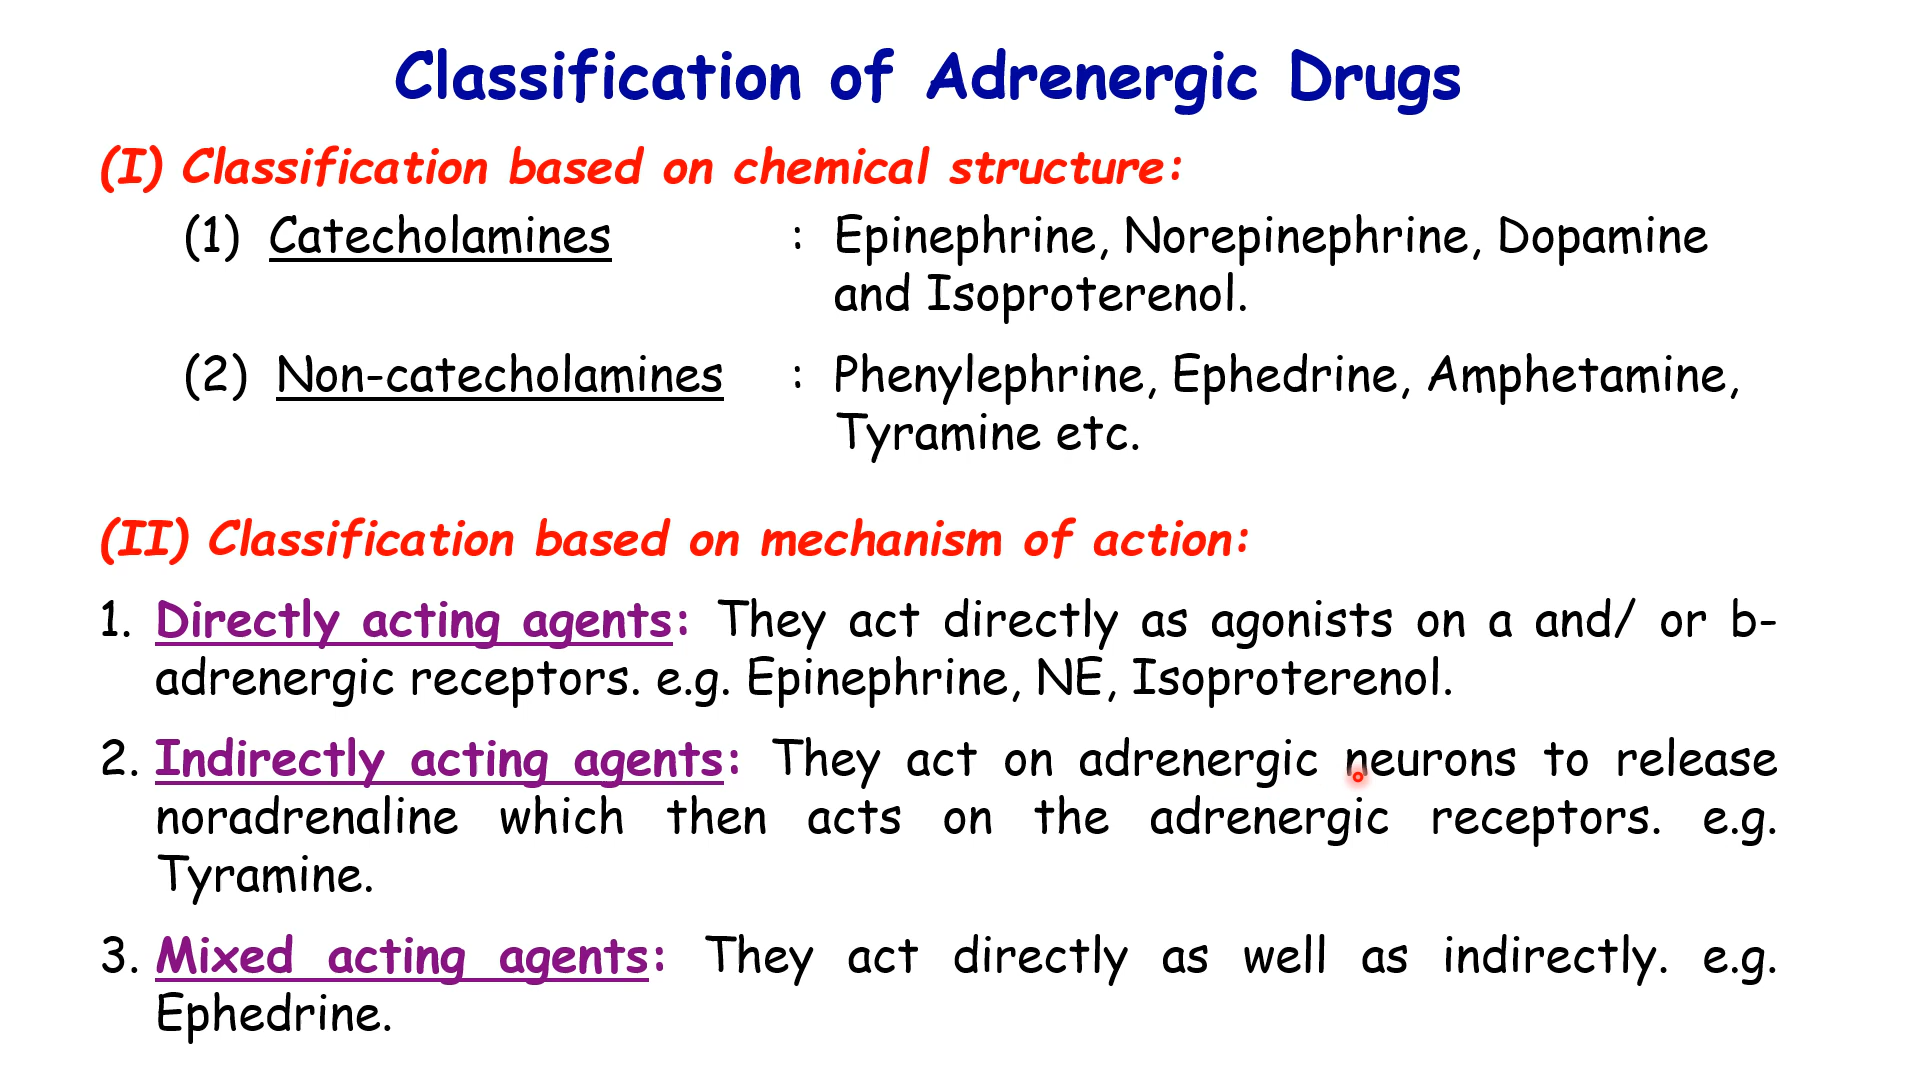 Classification of Adrenergic Drugs
(I) Classification based on chemical structure:
(1) Catecholamines : Epinephrine, Norepinephrine, Dopamine
and Isoproterenol.
(2) Non-catecholamines : Phenylephrine, Ephedrine, Amphetamine,
Tyramine etc.
(II) Classification based on mechanism of action:
1. Directly acting agents: They act directly as agonists on a and/ or b-
adrenergic receptors. e.g. Epinephrine, NE, Isoproterenol.
2. Indirectly acting agents: They act on adrenergic neurons to release
noradrenaline which then acts on the adrenergic receptors. e.g.
Tyramine.
3. Mixed acting agents: They act directly as well as indirectly. e.g.
Ephedrine.